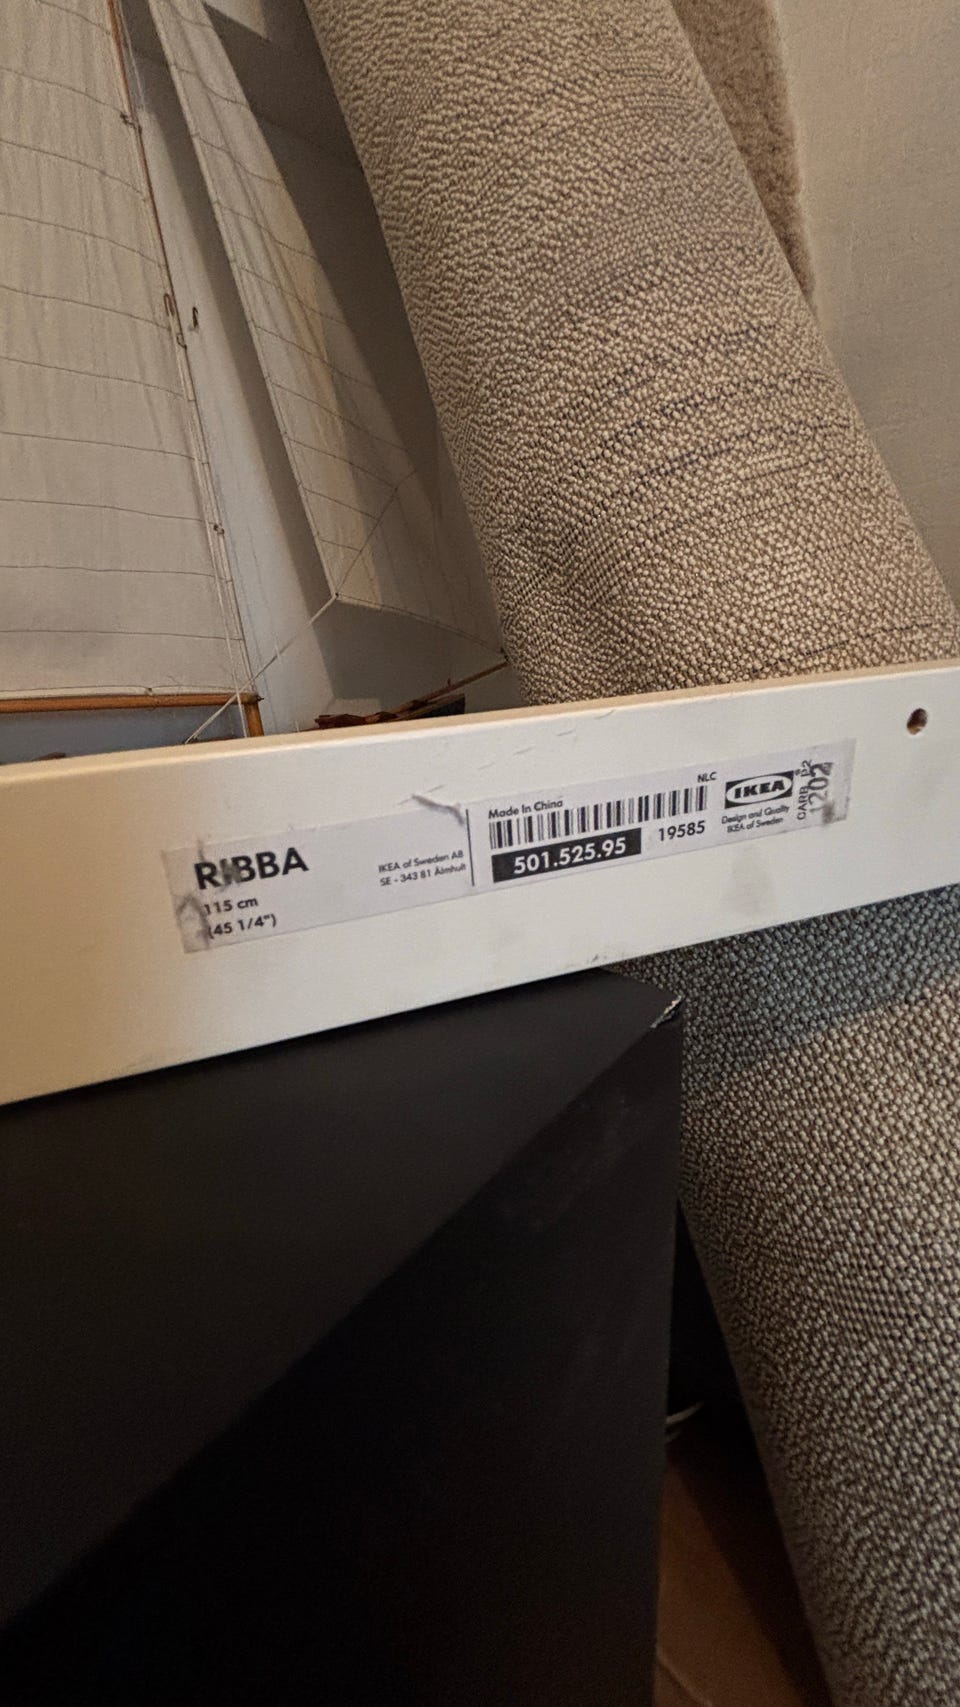 RIBBA
115 cm
(45 1/4")
IKEA of Sweden AB
SE - 343 81 Älmhult
Made In China
501.525.95
19585
NLC
IKEA®
Design and Quality
IKEA of Sweden
CARB P2
1202